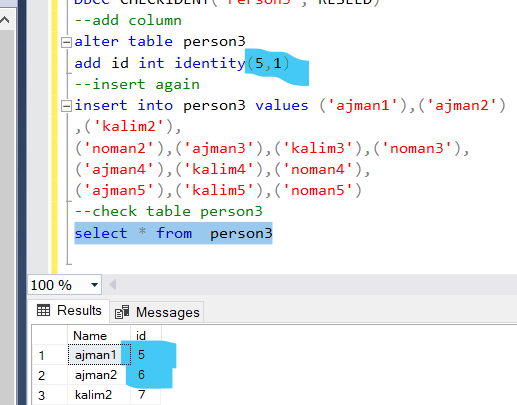 DBCC CHECKIDENT('Person3', RESEED)
--add column
alter table person3
add id int identity(5,1)
--insert again
insert into person3 values ('ajman1'),('ajman2')
,('kalim2'),
('noman2'),('ajman3'),('kalim3'),('noman3'),
('ajman4'),('kalim4'),('noman4'),
('ajman5'),('kalim5'),('noman5')
--check table person3
select * from  person3
100 %
Results Messages
Name id
1 ajman1 5
2 ajman2 6
3 kalim2 7